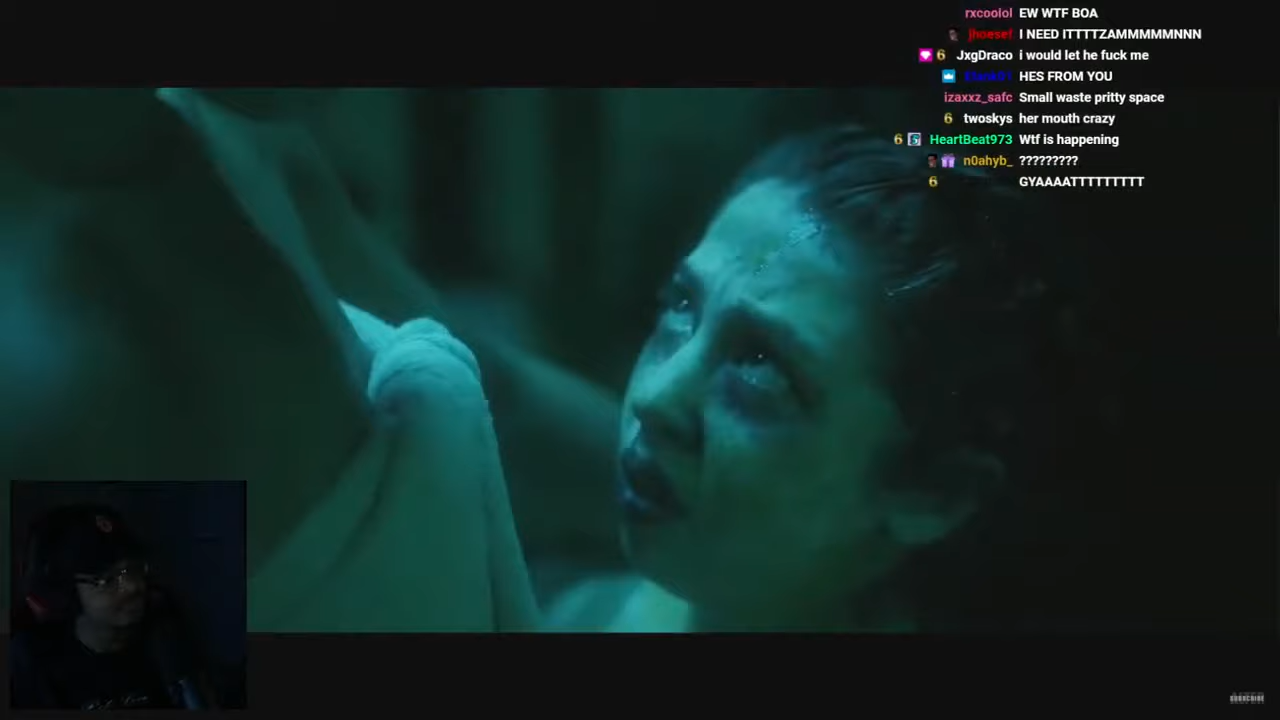 rxcoolol EW WTF BOA
jhoesef I NEED ITTTTZAMMMMMNNN
6 JxgDraco i would let he fuck me
HES FROM YOU
izaxxz_safc Small waste pritty space
6 twoskys her mouth crazy
6 HeartBeat973 Wtf is happening
n0ahyb_ ?????????
6 GYAAAATTTTTTTTT
SUBSCRIBE